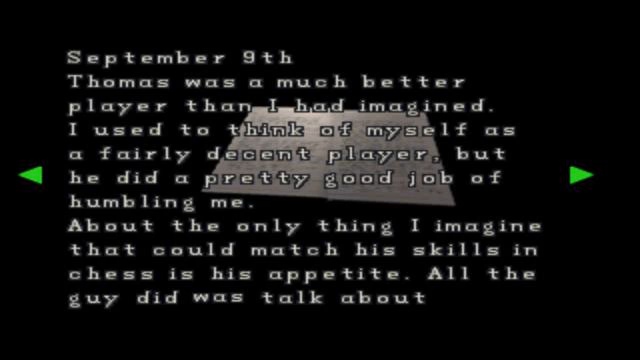 September 9th
Thomas was a much better
player than I had imagined.
I used to think of myself as
a fairly decent player, but
he did a pretty good job of
humbling me.
About the only thing I imagine
that could match his skills in
chess is his appetite. All the
guy did was talk about